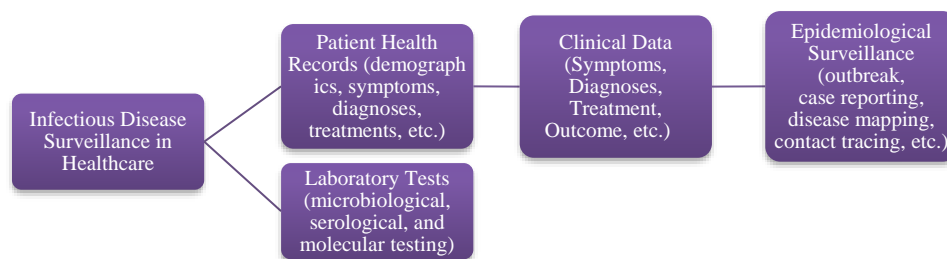 Infectious Disease
Surveillance in
Healthcare
Patient Health
Records (demograph
ics, symptoms,
diagnoses,
treatments, etc.)
Laboratory Tests
(microbiological,
serological, and
molecular testing)
Clinical Data
(Symptoms,
Diagnoses,
Treatment,
Outcome, etc.)
Epidemiological
Surveillance
(outbreak,
case reporting,
disease mapping,
contact tracing, etc.)